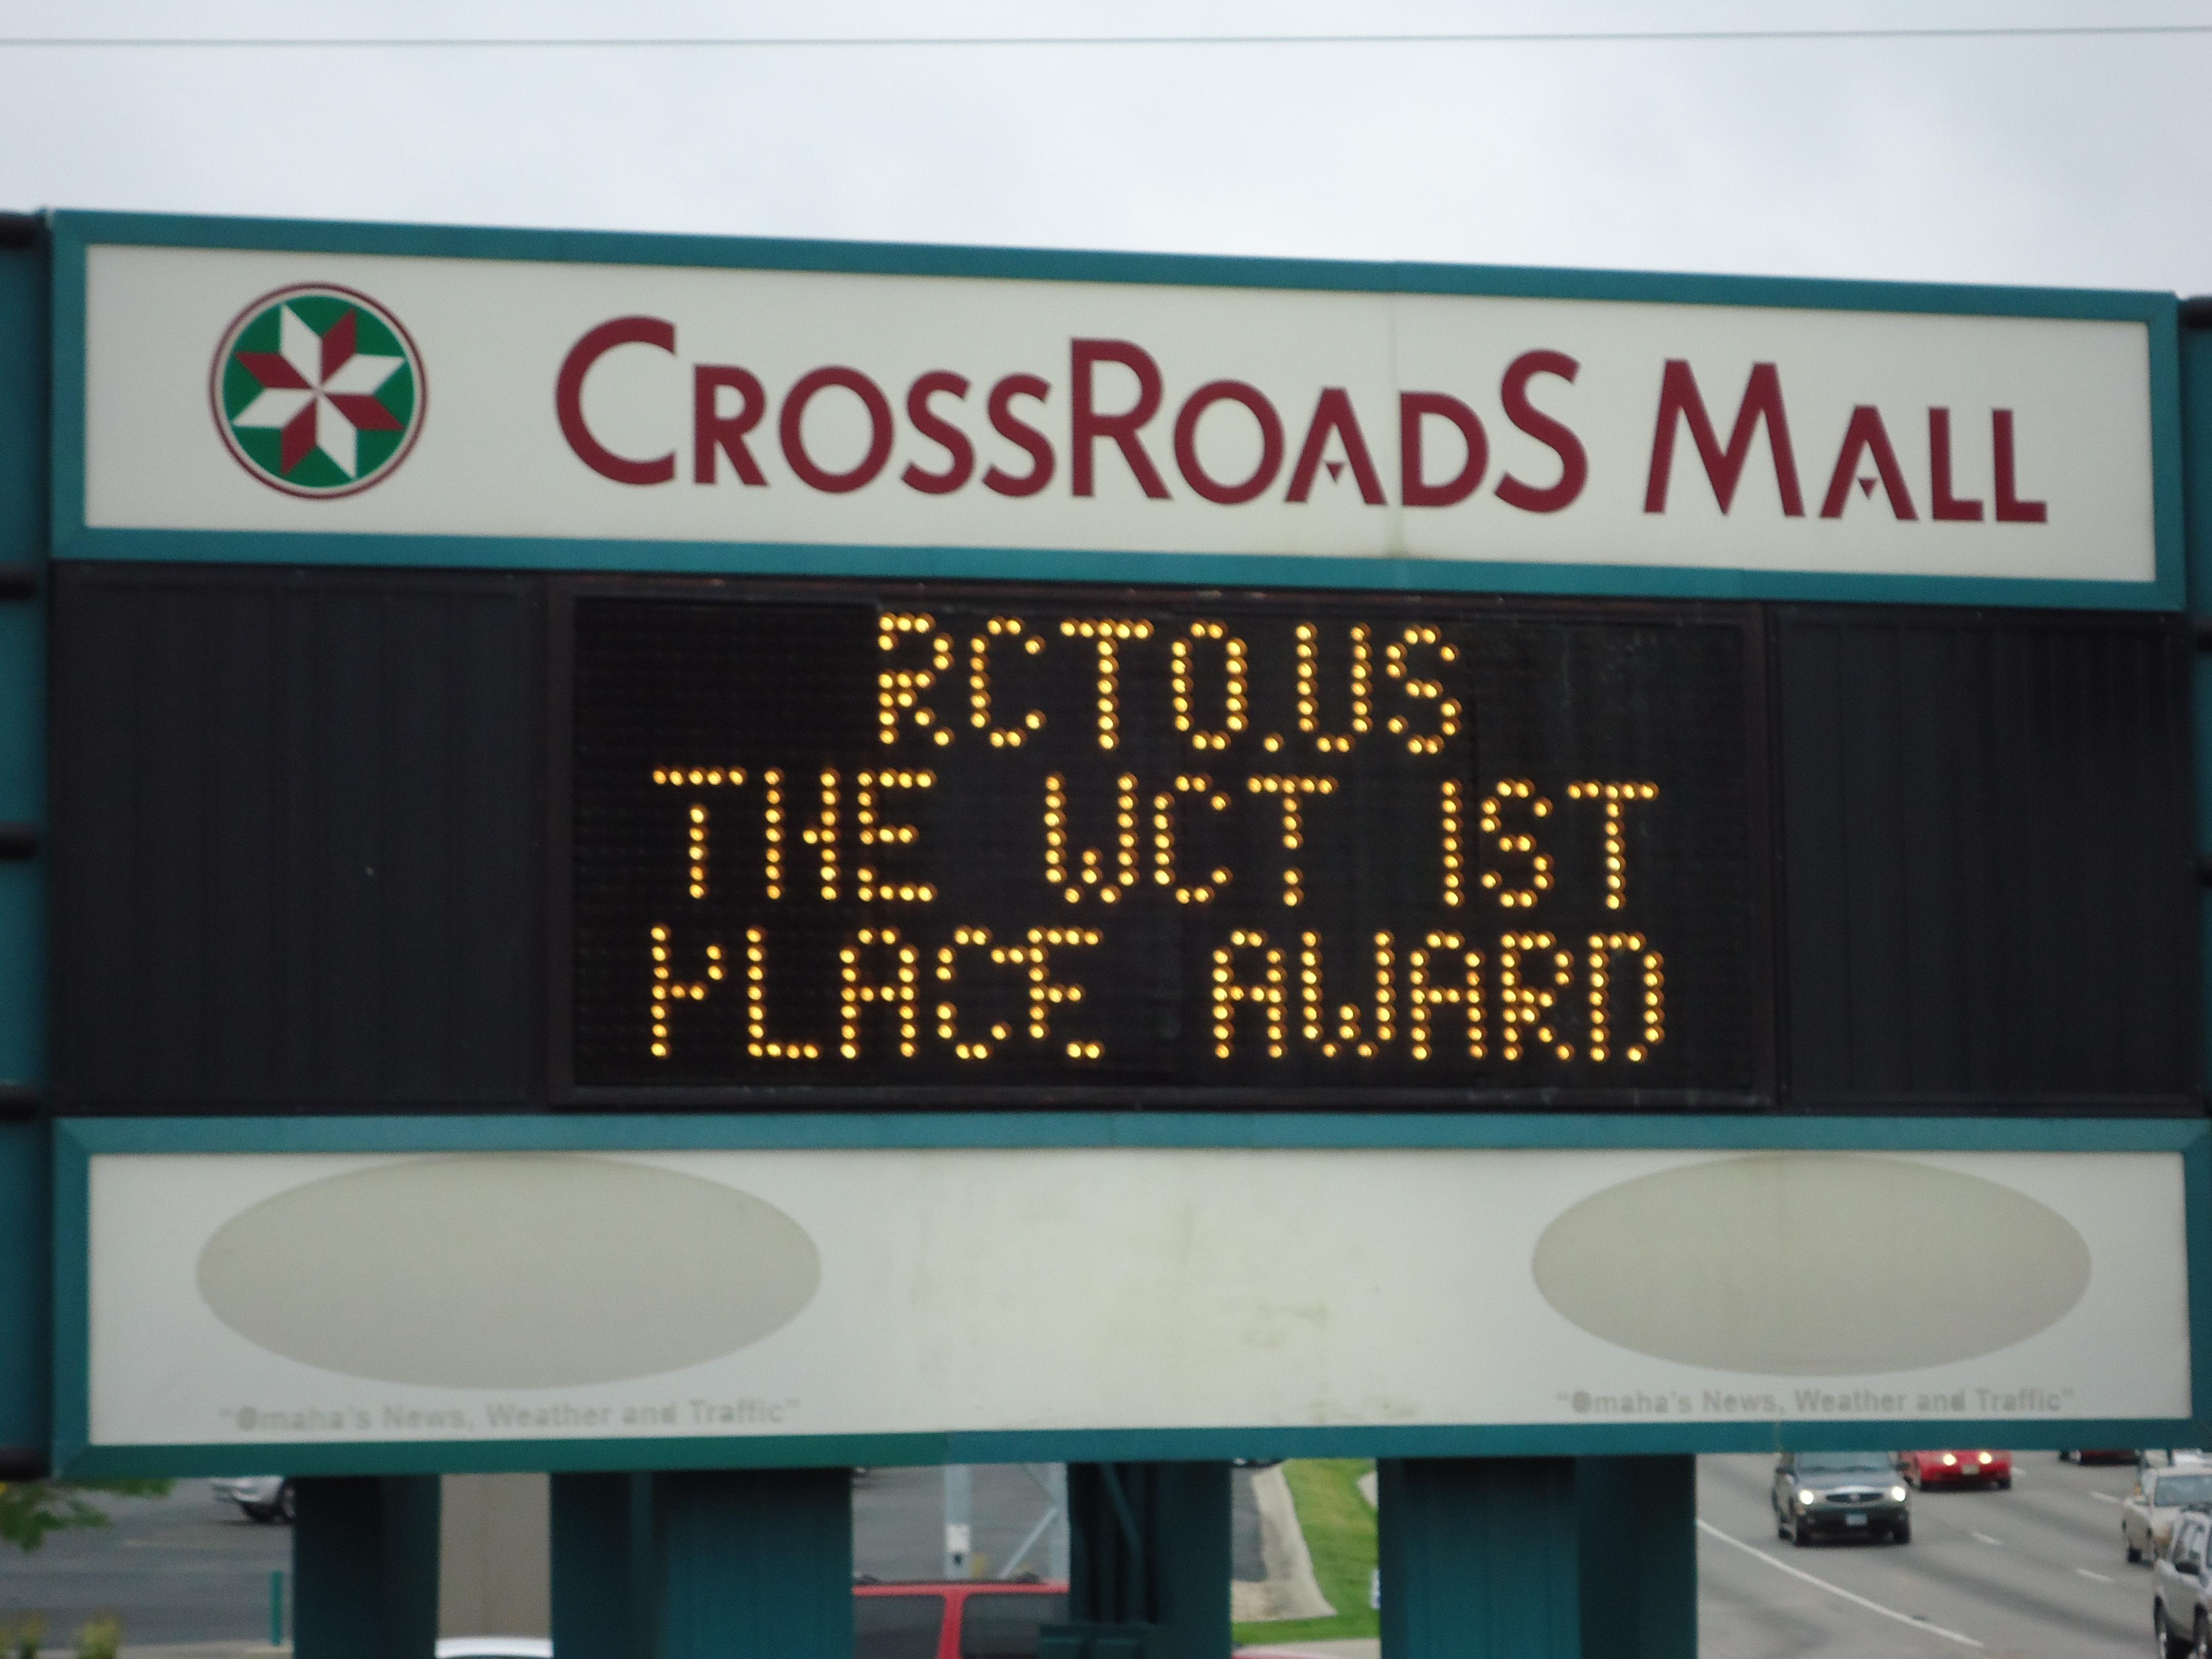 CROSSROADS MALL
RCTO.US
THE WCT 1ST
PLACE AWARD
"Omaha's News, Weather and Traffic"
"Omaha's News, Weather and Traffic"